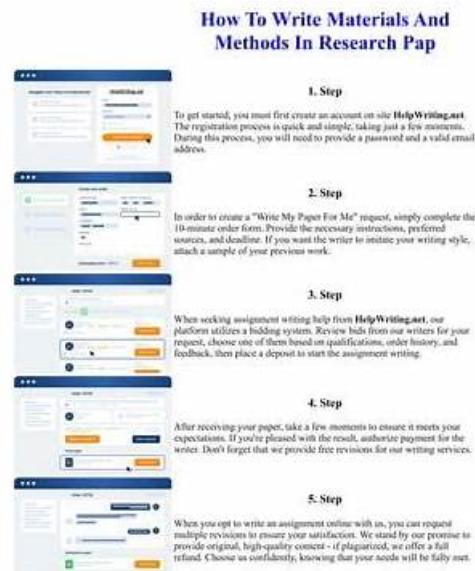 How To Write Materials And
Methods In Research Pap
1. Step
To get started, you must first create an account on site HelpWriting.net.
The registration process is quick and simple, taking just a few moments.
During this process, you will need to provide a password and a valid email
address.
2. Step
In order to create a "Write My Paper For Me" request, simply complete the
10-minute order form. Provide the necessary instructions, preferred
sources, and deadline. If you want the writer to imitate your writing style,
attach a sample of your previous work.
3. Step
When seeking assignment writing help from HelpWriting.net, our
platform utilizes a bidding system. Review bids from our writers for your
request, choose one of them based on qualifications, order history, and
feedback, then place a deposit to start the assignment writing.
4. Step
After receiving your paper, take a few moments to ensure it meets your
expectations. If you're pleased with the result, authorize payment for the
writer. Don't forget that we provide free revisions for our writing services.
5. Step
When you opt to write an assignment online with us, you can request
multiple revisions to ensure your satisfaction. We stand by our promise to
provide original, high-quality content - if plagiarized, we offer a full
refund. Choose us confidently, knowing that your needs will be fully met.